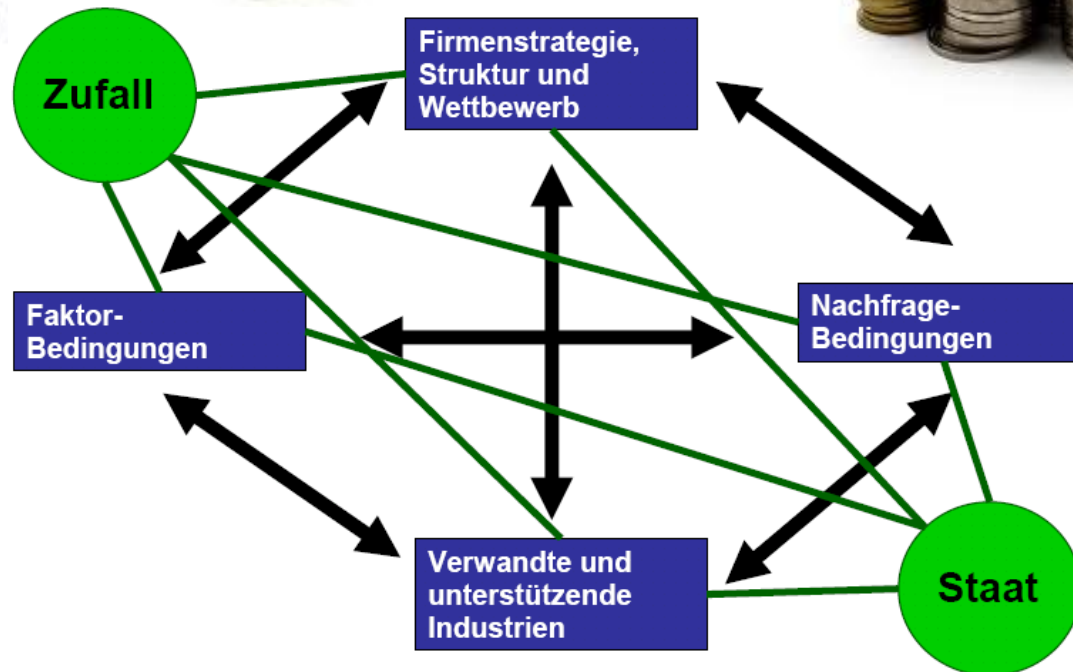 Zufall
Firmenstrategie,
Struktur und
Wettbewerb
Faktor-
Bedingungen
Nachfrage-
Bedingungen
Verwandte und
unterstützende
Industrien
Staat